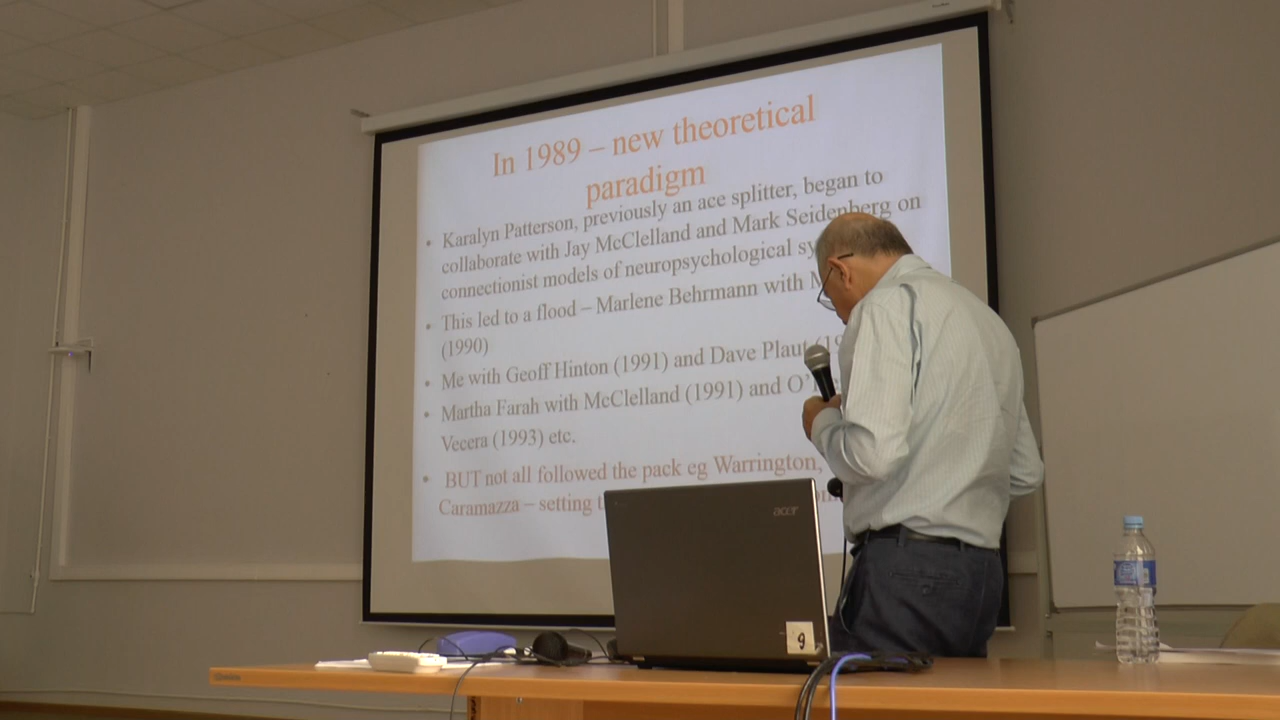 In 1989 – new theoretical
paradigm
• Karalyn Patterson, previously an ace splitter, began to
collaborate with Jay McClelland and Mark Seidenberg on
connectionist models of neuropsychological
• This led to a flood – Marlene Behrmann with
(1990)
• Me with Geoff Hinton (1991) and Dave Plaut
• Martha Farah with McClelland (1991) and
Vecera (1993) etc.
• BUT not all followed the pack eg Warrington,
Caramazza – setting
acer
9